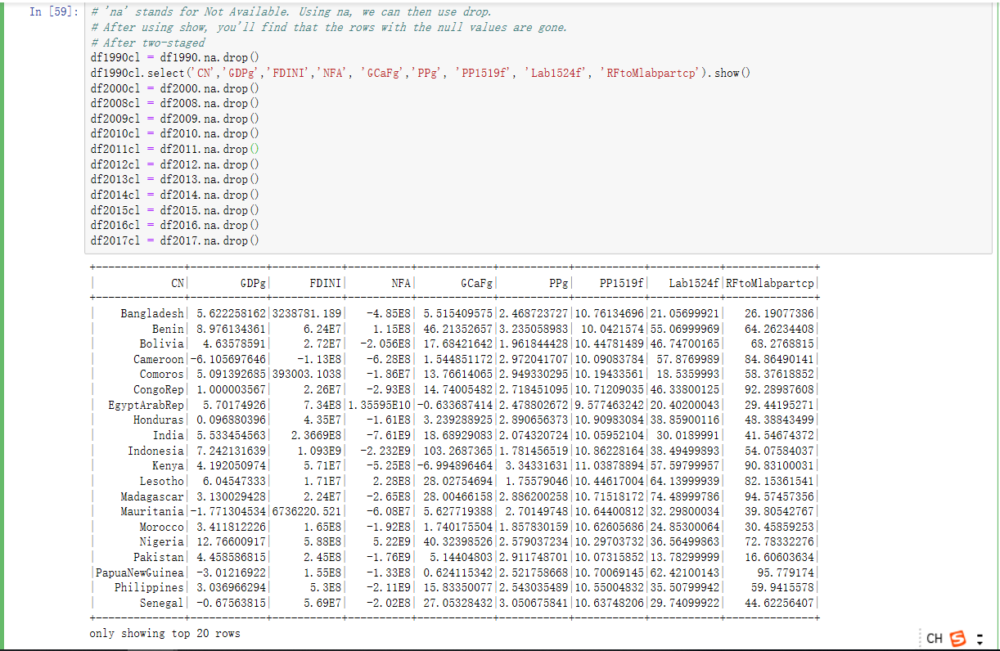 In [59]: # 'na' stands for Not Available. Using na, we can then use drop.
# After using show, you'll find that the rows with the null values are gone.
# After two-staged
df1990cl = df1990.na.drop()
df1990cl.select('CN','GDPg','FDINI','NFA', 'GCaFg','PPg', 'PP1519f', 'Lab1524f', 'RFtoMlabpartcp').show()
df2000cl = df2000.na.drop()
df2008cl = df2008.na.drop()
df2009cl = df2009.na.drop()
df2010cl = df2010.na.drop()
df2011cl = df2011.na.drop()
df2012cl = df2012.na.drop()
df2013cl = df2013.na.drop()
df2014cl = df2014.na.drop()
df2015cl = df2015.na.drop()
df2016cl = df2016.na.drop()
df2017cl = df2017.na.drop()
+--------------+------------+-----------+----------+------------+-----------+-----------+-----------+--------------+
| CN| GDPg| FDINI| NFA| GCaFg| PPg| PP1519f| Lab1524f|RFtoMlabpartcp|
+--------------+------------+-----------+----------+------------+-----------+-----------+-----------+--------------+
| Bangladesh| 5.622258162|3238781.189| -4.85E8| 5.515409575|2.468723727|10.76134696|21.05699921| 26.19077386|
| Benin| 8.976134361| 6.24E7| 1.15E8| 46.21352657|3.235058983| 10.0421574|55.06999969| 64.26234408|
| Bolivia| 4.63578591| 2.72E7| -2.056E8| 17.68421642|1.961844428|10.44781489|46.74700165| 68.2768815|
| Cameroon|-6.105697646| -1.13E8| -6.28E8| 1.544851172|2.972041707|10.09083784| 57.8769989| 84.86490141|
| Comoros| 5.091392685|393003.1038| -1.86E7| 13.76614065|2.949330295|10.19433561| 18.5359993| 58.37618852|
| CongoRep| 1.000003567| 2.26E7| -2.93E8| 14.74005482|2.718451095|10.71209035|46.33800125| 92.28987608|
| EgyptArabRep| 5.70174926| 7.34E8|1.35595E10|-0.633687414|2.478802672|9.577463242|20.40200043| 29.44195271|
| Honduras| 0.096880396| 4.35E7| -1.61E8| 3.239288925|2.890656373|10.90983084|38.85900116| 48.38843499|
| India| 5.533454563| 2.3669E8| -7.61E9| 18.68929083|2.074320724|10.05952104| 30.0189991| 41.54674372|
| Indonesia| 7.242131639| 1.093E9| -2.232E9| 103.2687365|1.781456519|10.86228164|38.49499893| 54.07584037|
| Kenya| 4.192050974| 5.71E7| -5.25E8|-6.994896464| 3.34331631|11.03878894|57.59799957| 90.83100031|
| Lesotho| 6.04547333| 1.71E7| 2.28E8| 28.02754694| 1.75579046|10.44617004|64.13999939| 82.15361541|
| Madagascar| 3.130029428| 2.24E7| -2.65E8| 28.00466158|2.886200258|10.71518172|74.48999786| 94.57457356|
| Mauritania|-1.771304534|6736220.521| -6.08E7| 5.627719388| 2.70149748|10.64400812|32.29800034| 39.80542767|
| Morocco| 3.411812226| 1.65E8| -1.92E8| 1.740175504|1.857830159|10.62605686|24.85300064| 30.45859253|
| Nigeria| 12.76600917| 5.88E8| 5.22E9| 40.32398526|2.579037234|10.29703732|36.56499863| 72.78332276|
| Pakistan| 4.458586815| 2.45E8| -1.76E9| 5.14404803|2.911748701|10.07315852|13.78299999| 16.60603634|
|PapuaNewGuinea| -3.01216922| 1.55E8| -1.33E8| 0.624115342|2.521758668|10.70069145|62.42100143| 95.779174|
| Philippines| 3.036966294| 5.3E8| -2.11E9| 15.83350077|2.543035489|10.55004832|35.50799942| 59.9415578|
| Senegal| -0.67563815| 5.69E7| -2.02E8| 27.05328432|3.050675841|10.63748206|29.74099922| 44.62256407|
+--------------+------------+-----------+----------+------------+-----------+-----------+-----------+--------------+
only showing top 20 rows
CH S